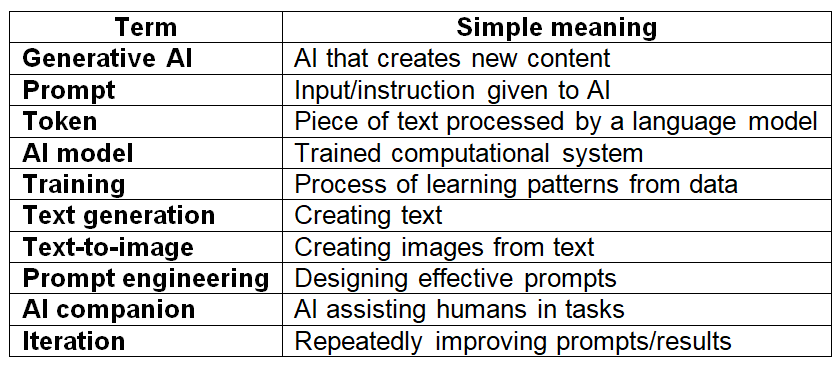 Term Simple meaning
Generative AI AI that creates new content
Prompt Input/instruction given to AI
Token Piece of text processed by a language model
AI model Trained computational system
Training Process of learning patterns from data
Text generation Creating text
Text-to-image Creating images from text
Prompt engineering Designing effective prompts
AI companion AI assisting humans in tasks
Iteration Repeatedly improving prompts/results